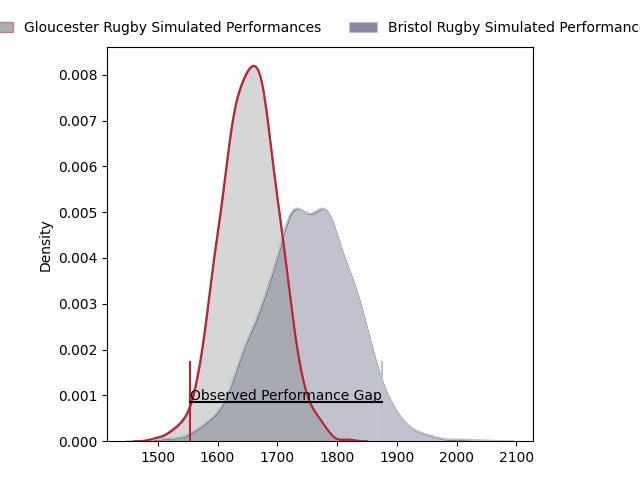 Gloucester Rugby Simulated Performances Bristol Rugby Simulated
0.008
0.007
0.006
0.005
0.004
0.003
0.002
0.001
0.000
Density
Observed Performance Gap
1500 1600 1700 1800 1900 2000 2100